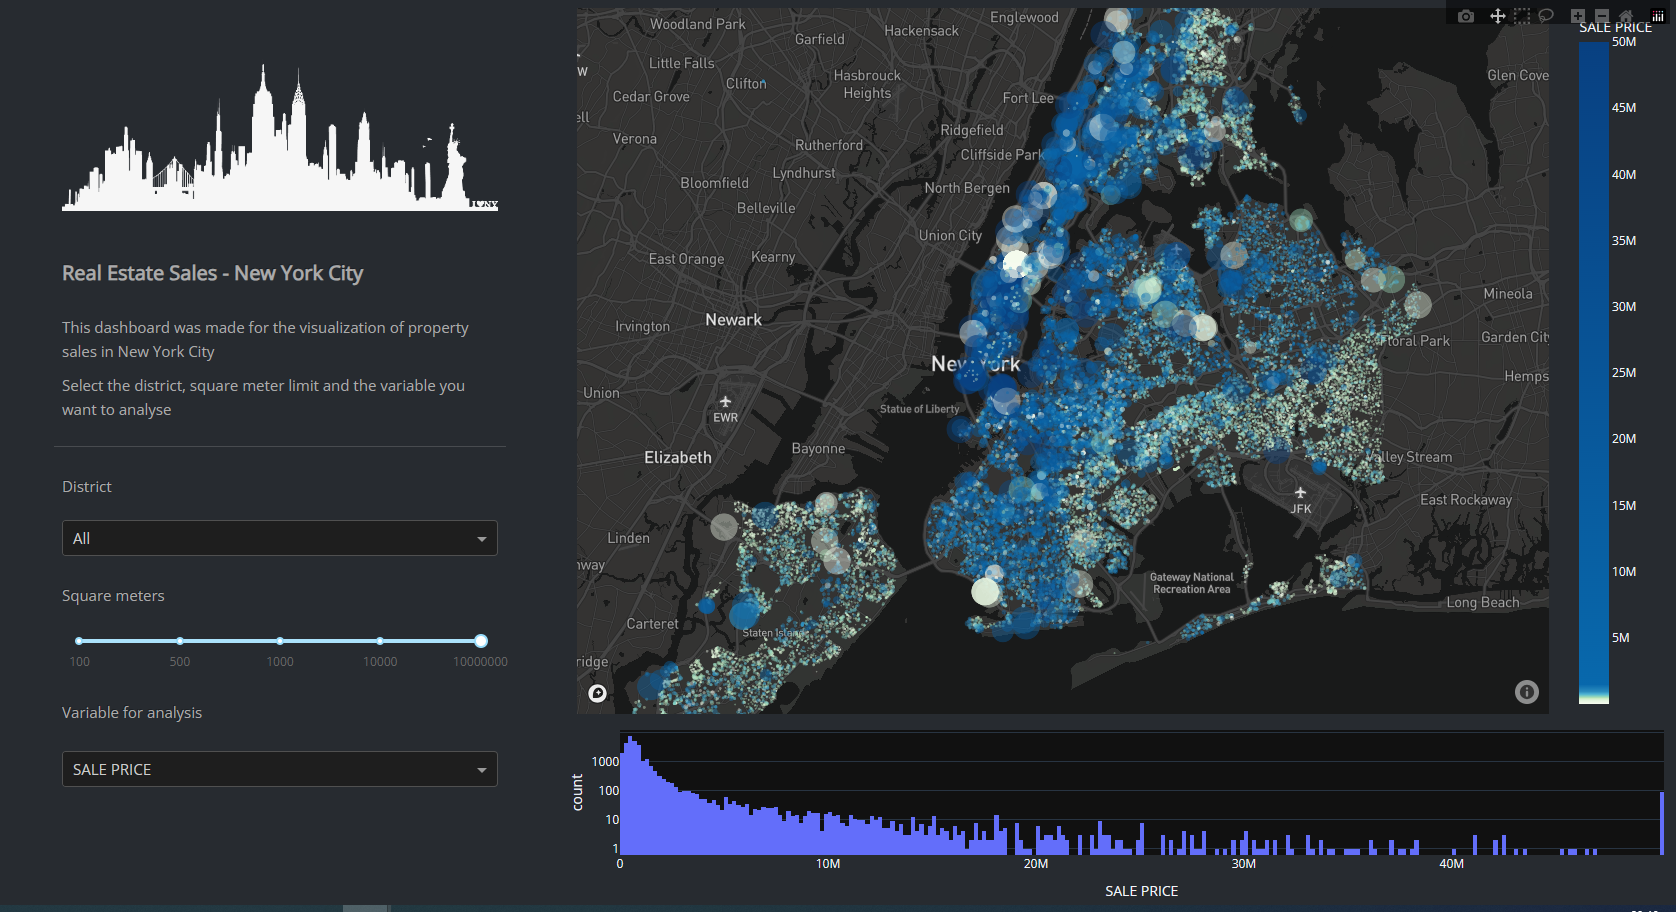 I♥NY
Real Estate Sales - New York City
This dashboard was made for the visualization of property
sales in New York City
Select the district, square meter limit and the variable you
want to analyse
District
All
Square meters
100 500 1000 10000 10000000
Variable for analysis
SALE PRICE
Woodland Park
Englewood
Hackensack
Garfield
Little Falls
W
Clifton
Hasbrouck
Heights
Glen Cove
Cedar Grove
Fort Lee
ell
Ridgefield
Verona
Rutherford
Cliffside Park
Lyndhurst
Bloomfield
North Bergen
Belleville
Union City
East Orange
Kearny
Mineola
Newark
Irvington
Floral Park
Garden City
New York
Hemps
Union
Statue of Liberty
EWR
Bayonne
Elizabeth
Valley Stream
East Rockaway
JFK
Linden
way
Gateway National
Recreation Area
Long Beach
Carteret
Staten Island
ridge
SALE PRICE
50M
45M
40M
35M
30M
25M
20M
15M
10M
5M
count
1000
100
10
1
0 10M 20M 30M 40M
SALE PRICE